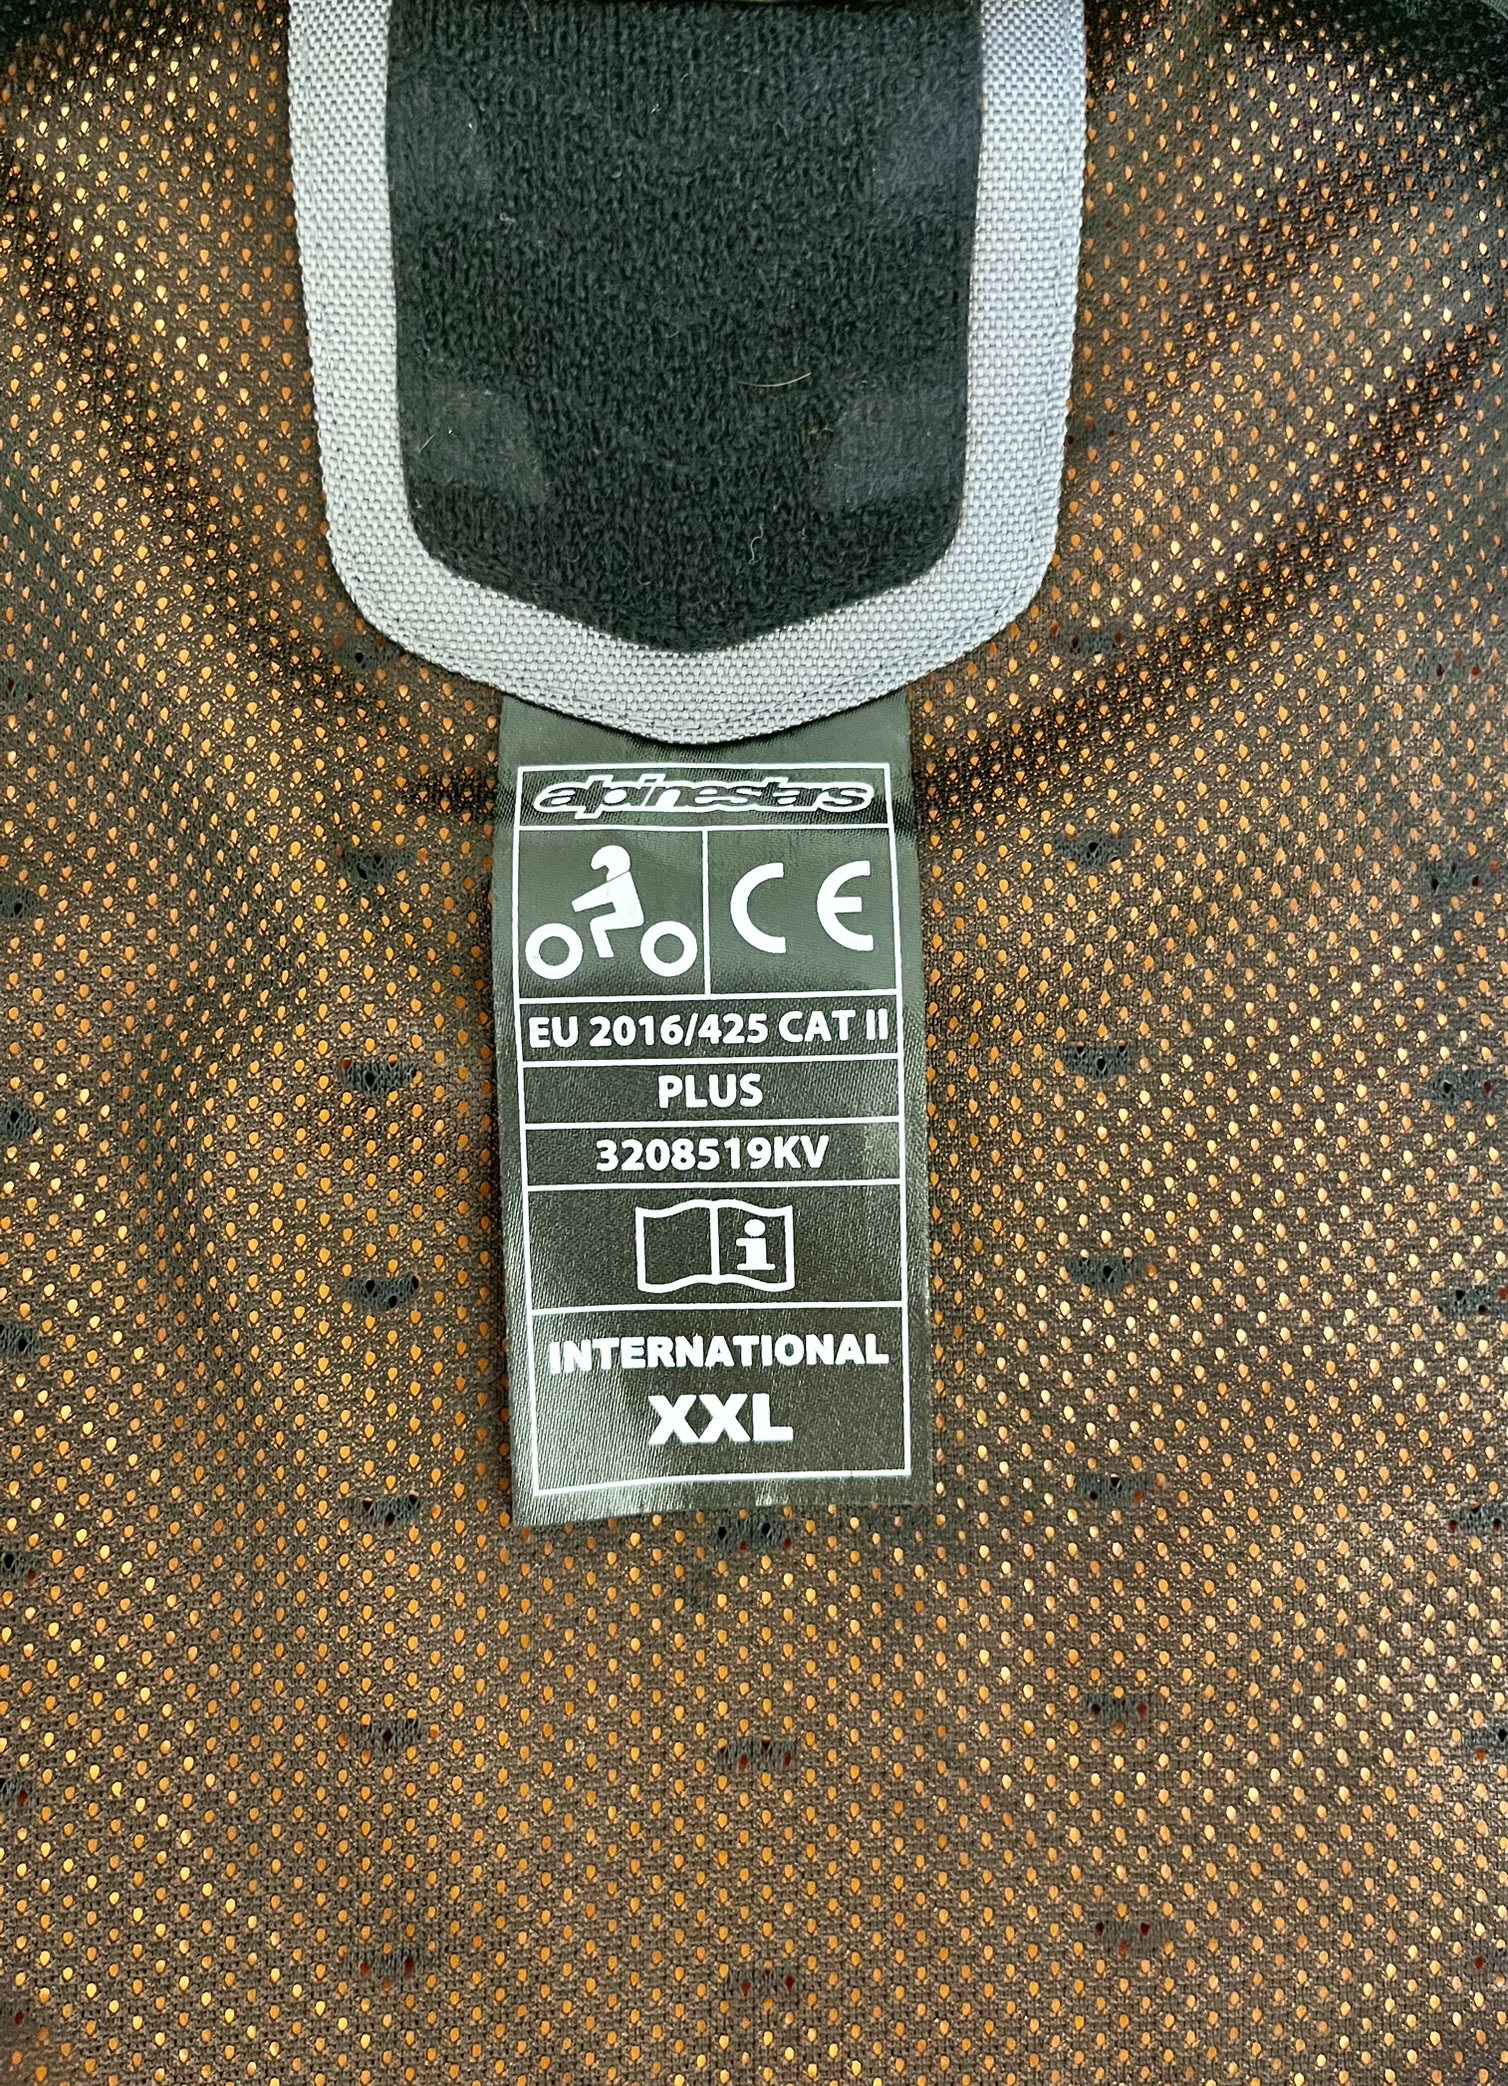 alpinestars
CE
EU 2016/425 CAT II
PLUS
3208519KV
i
INTERNATIONAL
XXL